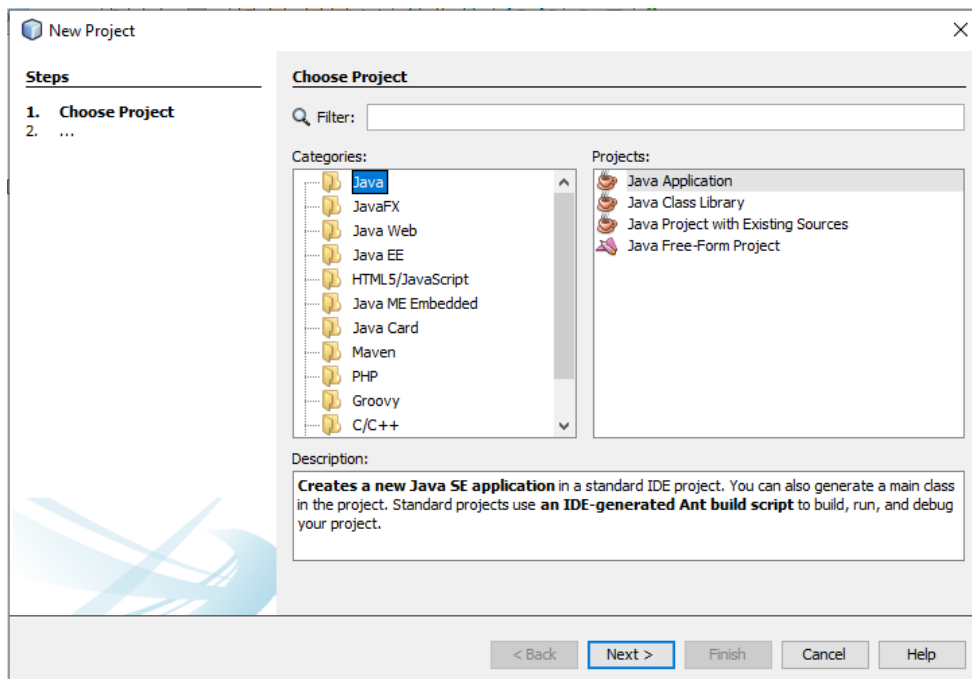 New Project
Steps
1. Choose Project
2. ...
Choose Project
Filter:
Categories:
Java
JavaFX
Java Web
Java EE
HTML5/JavaScript
Java ME Embedded
Java Card
Maven
PHP
Groovy
C/C++
Projects:
Java Application
Java Class Library
Java Project with Existing Sources
Java Free-Form Project
Description:
Creates a new Java SE application in a standard IDE project. You can also generate a main class
in the project. Standard projects use an IDE-generated Ant build script to build, run, and debug
your project.
< Back Next > Finish Cancel Help